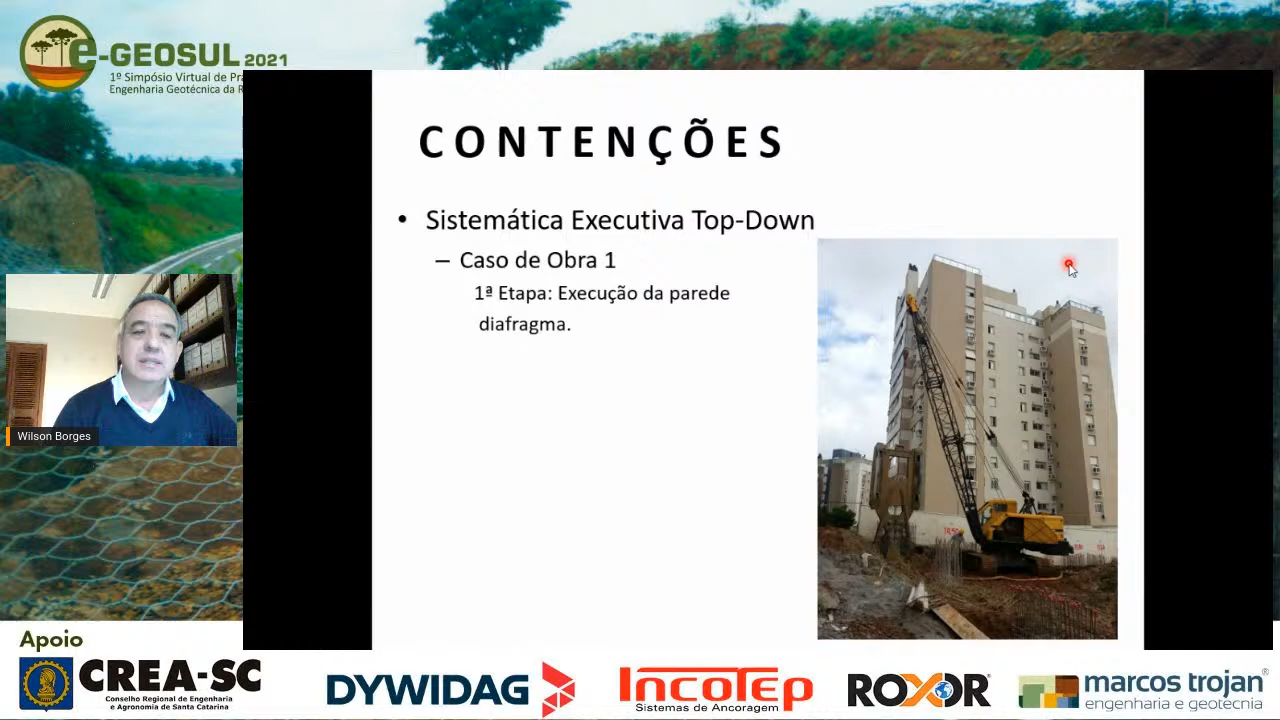 e-GEOSUL 2021
1º Simpósio Virtual de Pra
Engenharia Geotécnica da R
CONTENÇÕES
• Sistemática Executiva Top-Down
– Caso de Obra 1
1ª Etapa: Execução da parede
diafragma.
Wilson Borges
Apoio
CREA-SC
Conselho Regional de Engenharia
e Agronomia de Santa Catarina
DYWIDAG
INCOTEP
Sistemas de Ancoragem
ROXOR®
marcos trojan®
engenharia e geotecnia